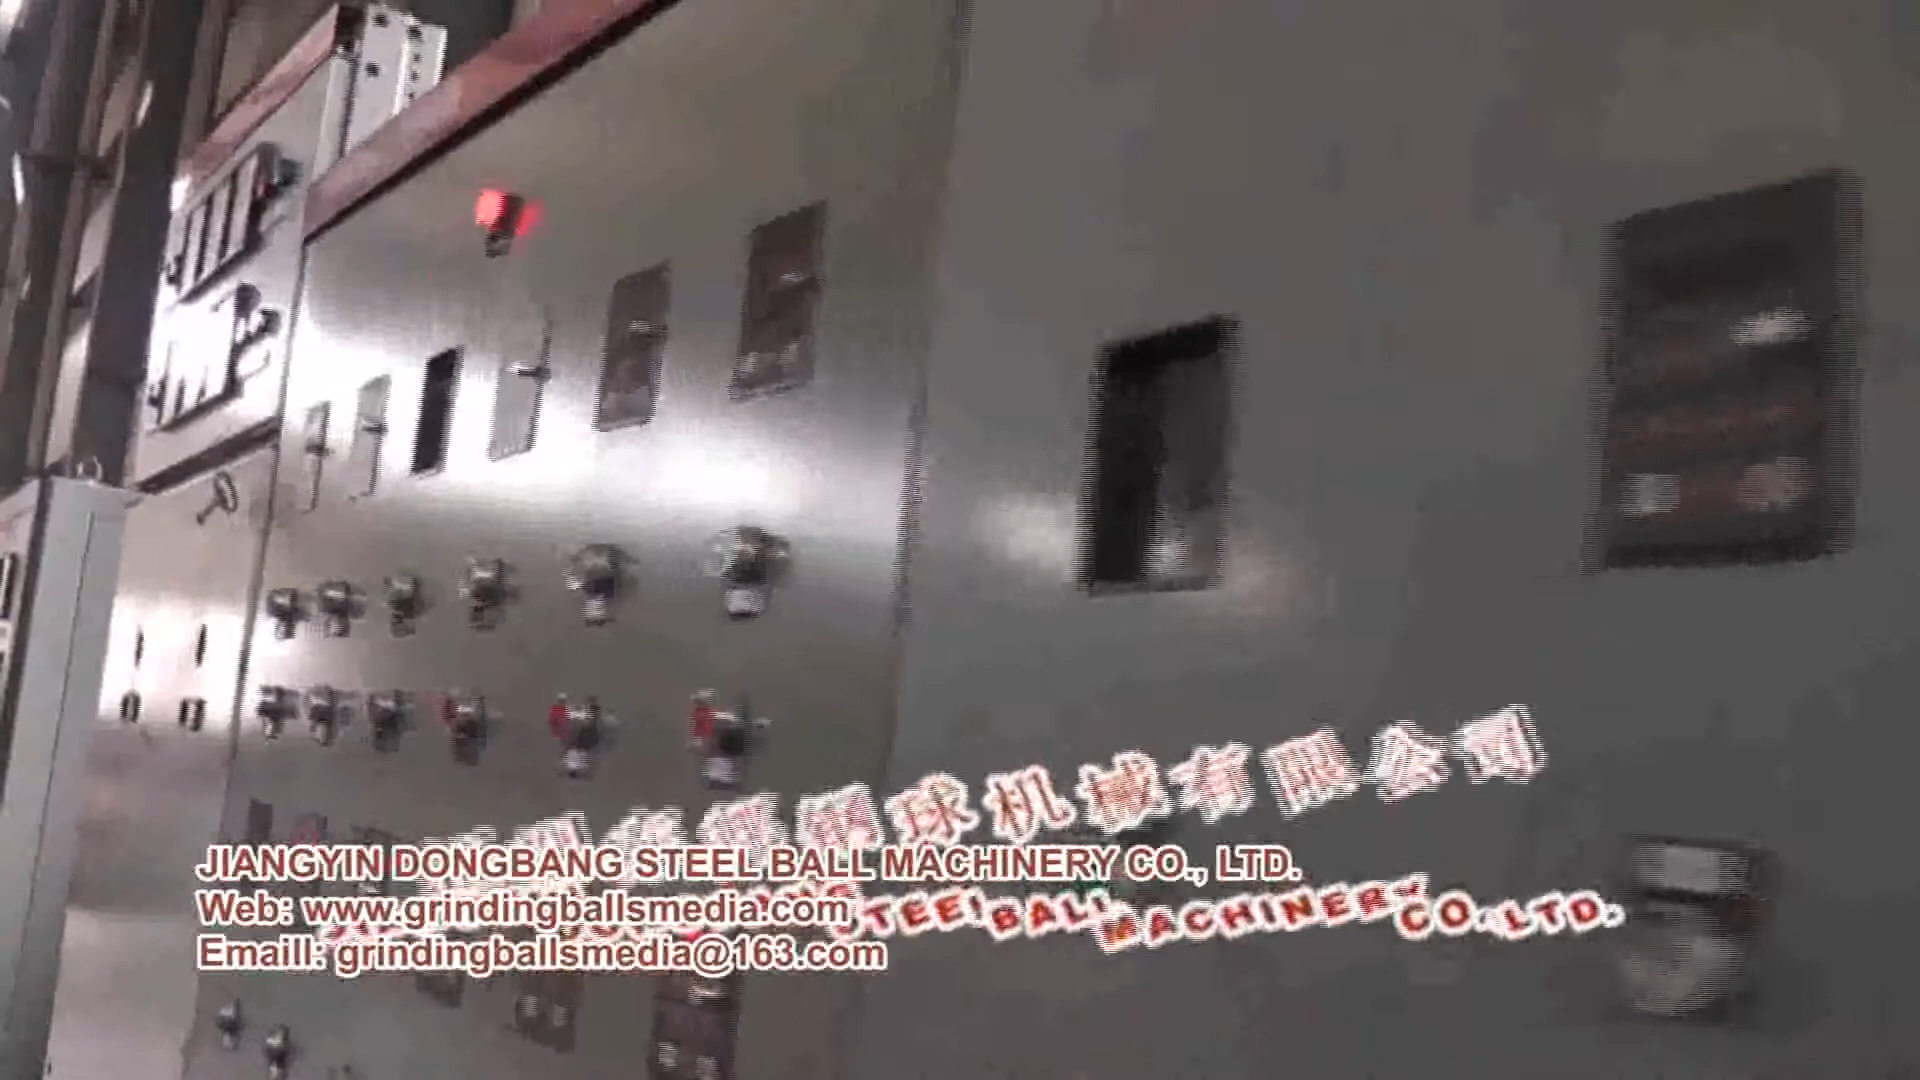 钢球机械有限公司
JIANGYIN DONGBANG STEEL BALL MACHINERY CO., LTD.
Web: www.grindingballsmedia.com
STEEL BALL MACHINERY CO.,LTD.
Emaill: grindingballsmedia@163.com